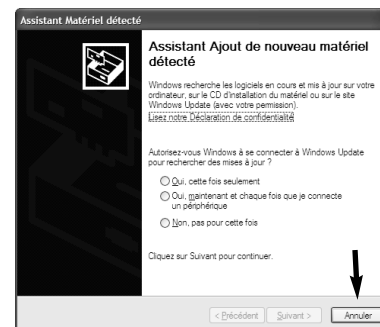 Assistant Matériel détecté
Assistant Ajout de nouveau matériel
détecté
Windows recherche les logiciels en cours et mis à jour sur votre
ordinateur, sur le CD d'installation du matériel ou sur le site
Windows Update (avec votre permission).
Lisez notre Déclaration de confidentialité
Autorisez-vous Windows à se connecter à Windows Update
pour rechercher des mises à jour ?
Oui, cette fois seulement
Oui, maintenant et chaque fois que je connecte
un périphérique
Non, pas pour cette fois
Cliquez sur Suivant pour continuer.
< Précédent Suivant > Annuler